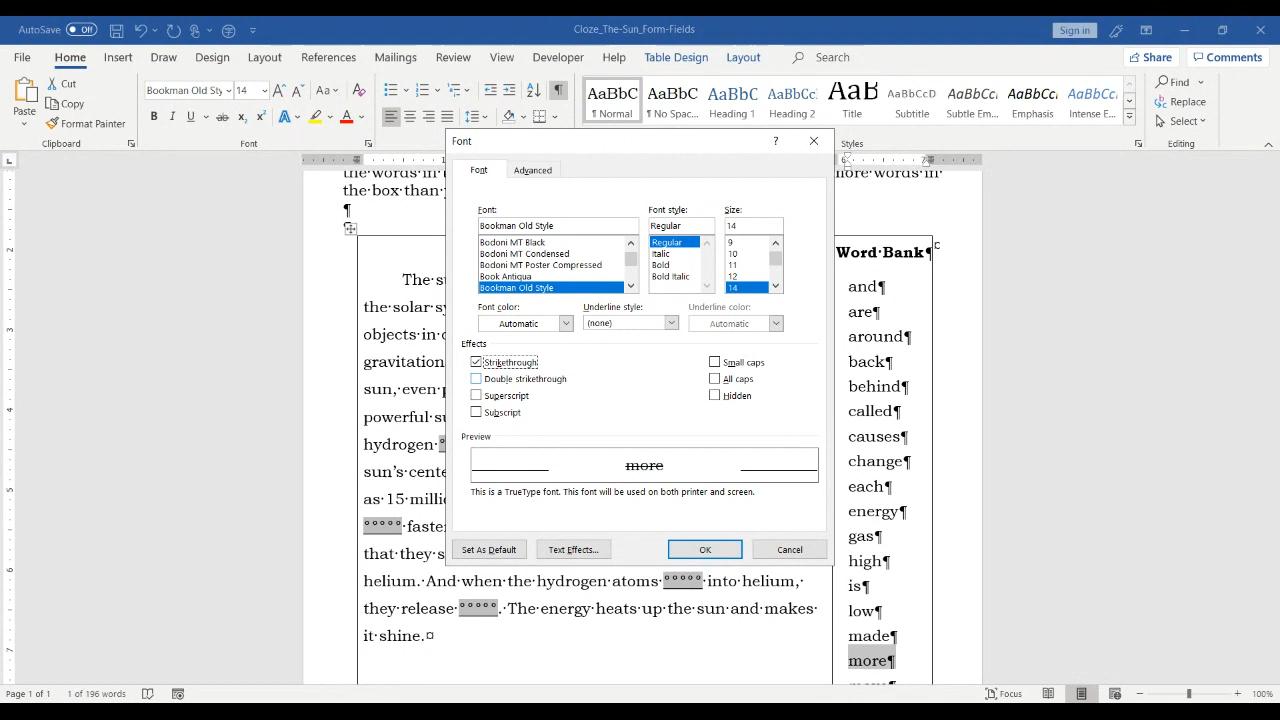 AutoSave Off
Cloze_The-Sun_Form-Fields
Sign in
File Home Insert Draw Design Layout References Mailings Review View Developer Help Table Design Layout Search Share Comments
Paste
Cut
Copy
Format Painter
Clipboard
Bookman Old Sty 14
Font
AaBbC ¶ Normal
AaBbC ¶ No Spac...
AaBbC Heading 1
AaBbC Heading 2
AaB Title
AaBbCcD Subtitle
AaBbCc Subtle Em...
AaBbCc Emphasis
AaBbCc Intense E...
Styles
Find
Replace
Select
Editing
the·words·in·t
more·words·in·
the·box·than·
¶
Font
Font Advanced
Font: Font style: Size:
Bookman Old Style Regular 14
Bodoni MT Black Regular 9
Bodoni MT Condensed Italic 10
Bodoni MT Poster Compressed Bold 11
Book Antiqua Bold Italic 12
Bookman Old Style 14
Font color: Underline style: Underline color:
Automatic (none) Automatic
Effects
Strikethrough Small caps
Double strikethrough All caps
Superscript Hidden
Subscript
Preview
more
This is a TrueType font. This font will be used on both printer and screen.
Set As Default Text Effects... OK Cancel
The·su
the·solar·sy
objects·in·
gravitation
sun,·even·p
powerful·su
hydrogen·
sun's·cente
as·15·milli
°°°°°·faster
that·they·s
helium.·And·when·the·hydrogen·atoms·°°°°°·into·helium,·
they·release·°°°°°.·The·energy·heats·up·the·sun·and·makes·
it·shine.¤
Word·Bank¶
and¶
are¶
around¶
back¶
behind¶
called¶
causes¶
change¶
each¶
energy¶
gas¶
high¶
is¶
low¶
made¶
more¶
Page 1 of 1 1 of 196 words
Focus
100%